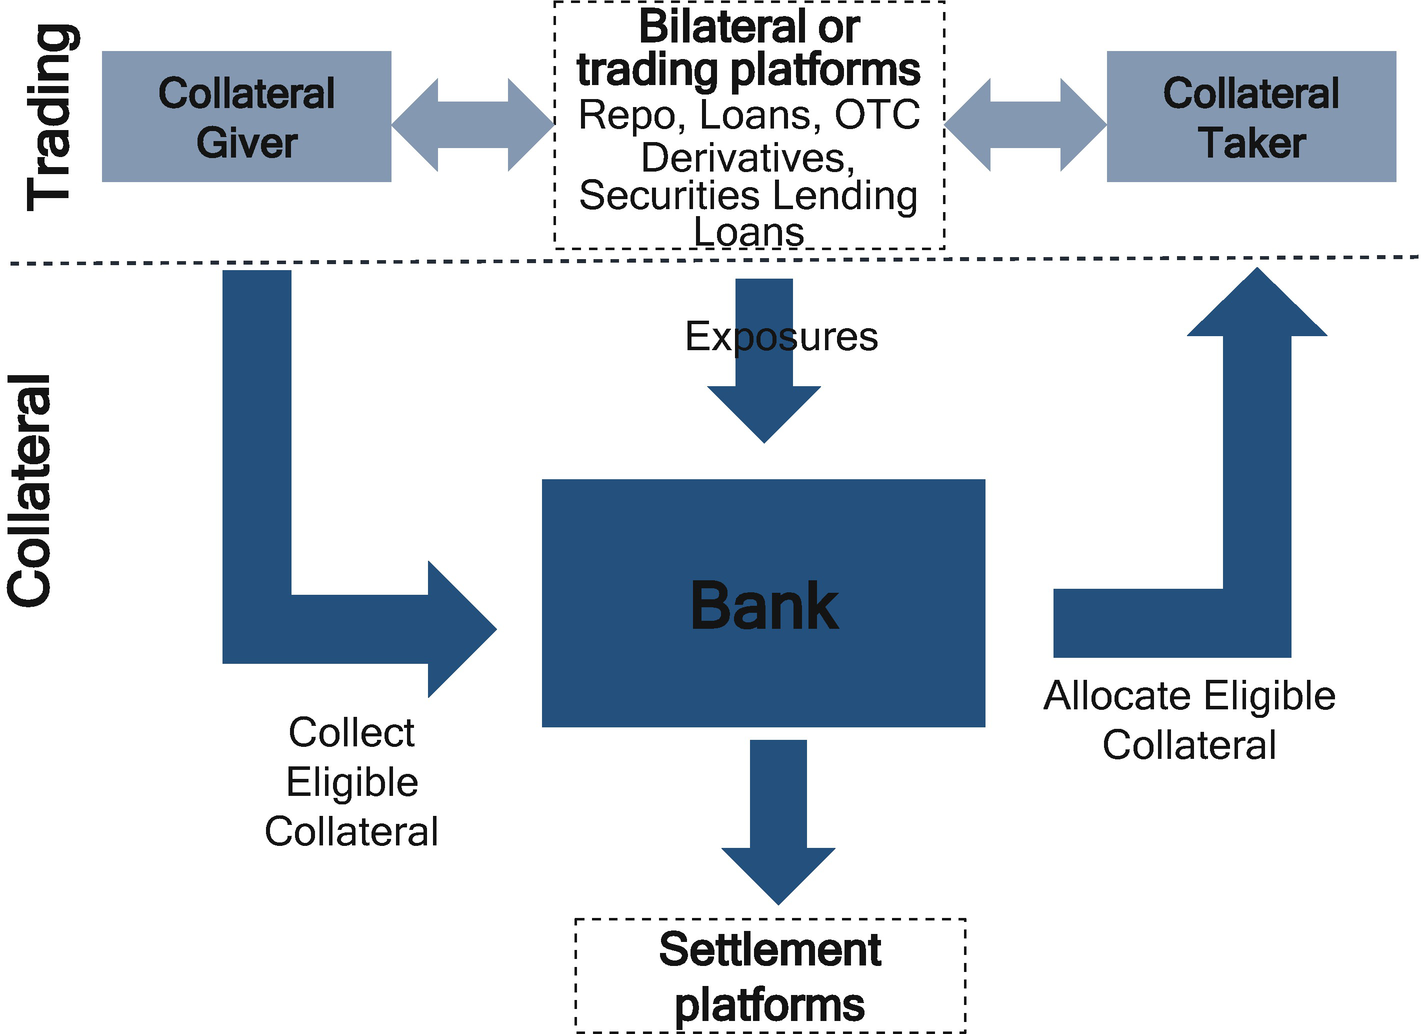 Trading
Collateral
Giver
Bilateral or
trading platforms
Repo, Loans, OTC
Derivatives,
Securities Lending
Loans
Collateral
Taker
Exposures
Collateral
Bank
Collect
Eligible
Collateral
Allocate Eligible
Collateral
Settlement
platforms